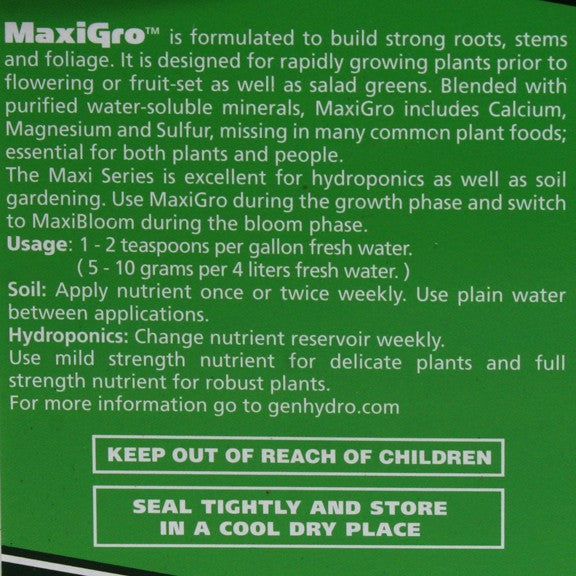 MaxiGro™ is formulated to build strong roots, stems
and foliage. It is designed for rapidly growing plants prior to
flowering or fruit-set as well as salad greens. Blended with
purified water-soluble minerals, MaxiGro includes Calcium,
Magnesium and Sulfur, missing in many common plant foods;
essential for both plants and people.
The Maxi Series is excellent for hydroponics as well as soil
gardening. Use MaxiGro during the growth phase and switch
to MaxiBloom during the bloom phase.
Usage: 1 - 2 teaspoons per gallon fresh water.
( 5 - 10 grams per 4 liters fresh water. )
Soil: Apply nutrient once or twice weekly. Use plain water
between applications.
Hydroponics: Change nutrient reservoir weekly.
Use mild strength nutrient for delicate plants and full
strength nutrient for robust plants.
For more information go to genhydro.com
KEEP OUT OF REACH OF CHILDREN
SEAL TIGHTLY AND STORE
IN A COOL DRY PLACE